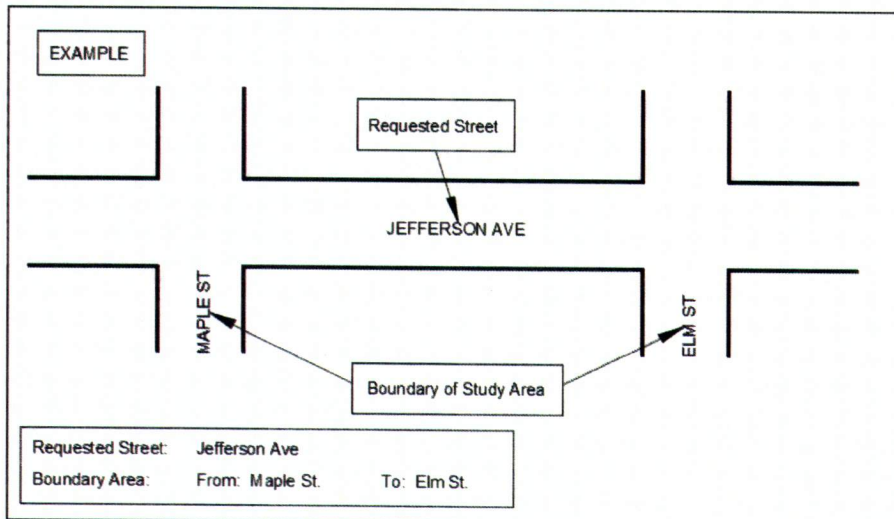 EXAMPLE
Requested Street
JEFFERSON AVE
MAPLE ST
ELM ST
Boundary of Study Area
Requested Street: Jefferson Ave
Boundary Area: From: Maple St. To: Elm St.